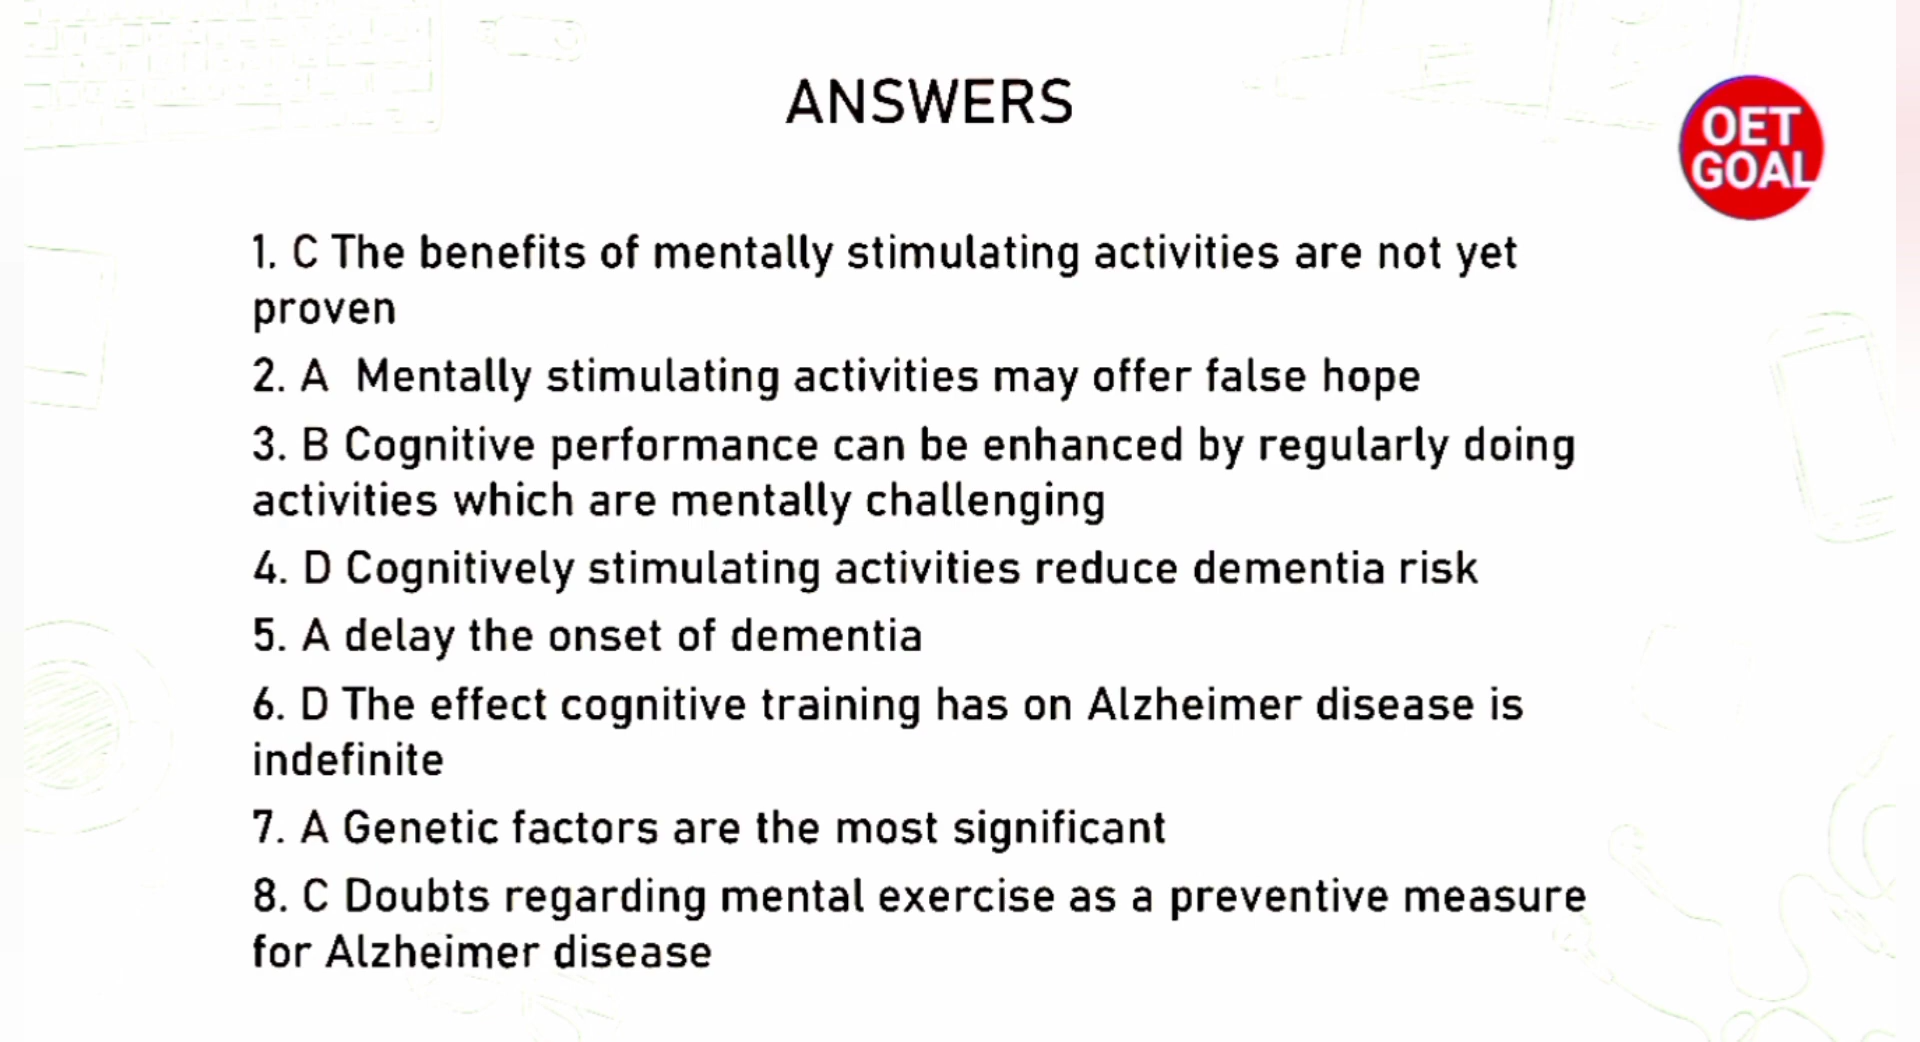 ANSWERS
OET
GOAL
1. C The benefits of mentally stimulating activities are not yet
proven
2. A  Mentally stimulating activities may offer false hope
3. B Cognitive performance can be enhanced by regularly doing
activities which are mentally challenging
4. D Cognitively stimulating activities reduce dementia risk
5. A delay the onset of dementia
6. D The effect cognitive training has on Alzheimer disease is
indefinite
7. A Genetic factors are the most significant
8. C Doubts regarding mental exercise as a preventive measure
for Alzheimer disease